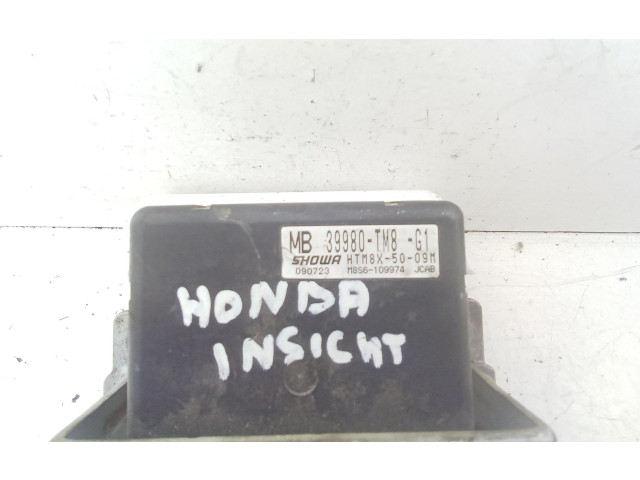 MB 39980-TM8 -G1
SHOWA HTM8X-50-09M
090723 M8S6-109974 JCAB
HONDA
INSIGHT